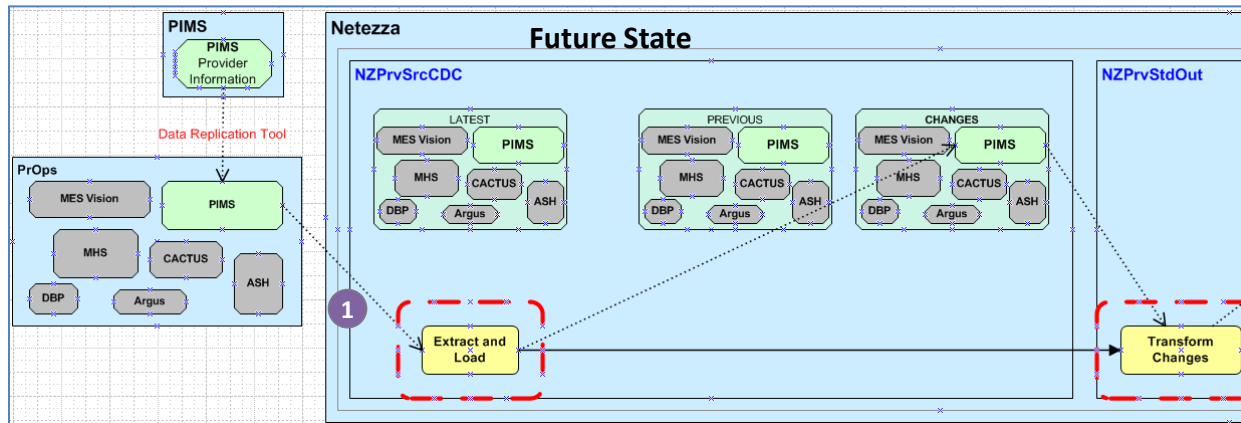 PIMS
PIMS
Provider
Information
Data Replication Tool
PrOps
MES Vision
PIMS
MHS
CACTUS
ASH
DBP
Argus
Netezza
Future State
NZPrvSrcCDC
LATEST
MES Vision
PIMS
MHS
CACTUS
ASH
DBP
Argus
PREVIOUS
MES Vision
PIMS
MHS
CACTUS
ASH
DBP
Argus
CHANGES
MES Vision
PIMS
MHS
CACTUS
ASH
DBP
Argus
1
Extract and
Load
NZPrvStdOut
Transform
Changes